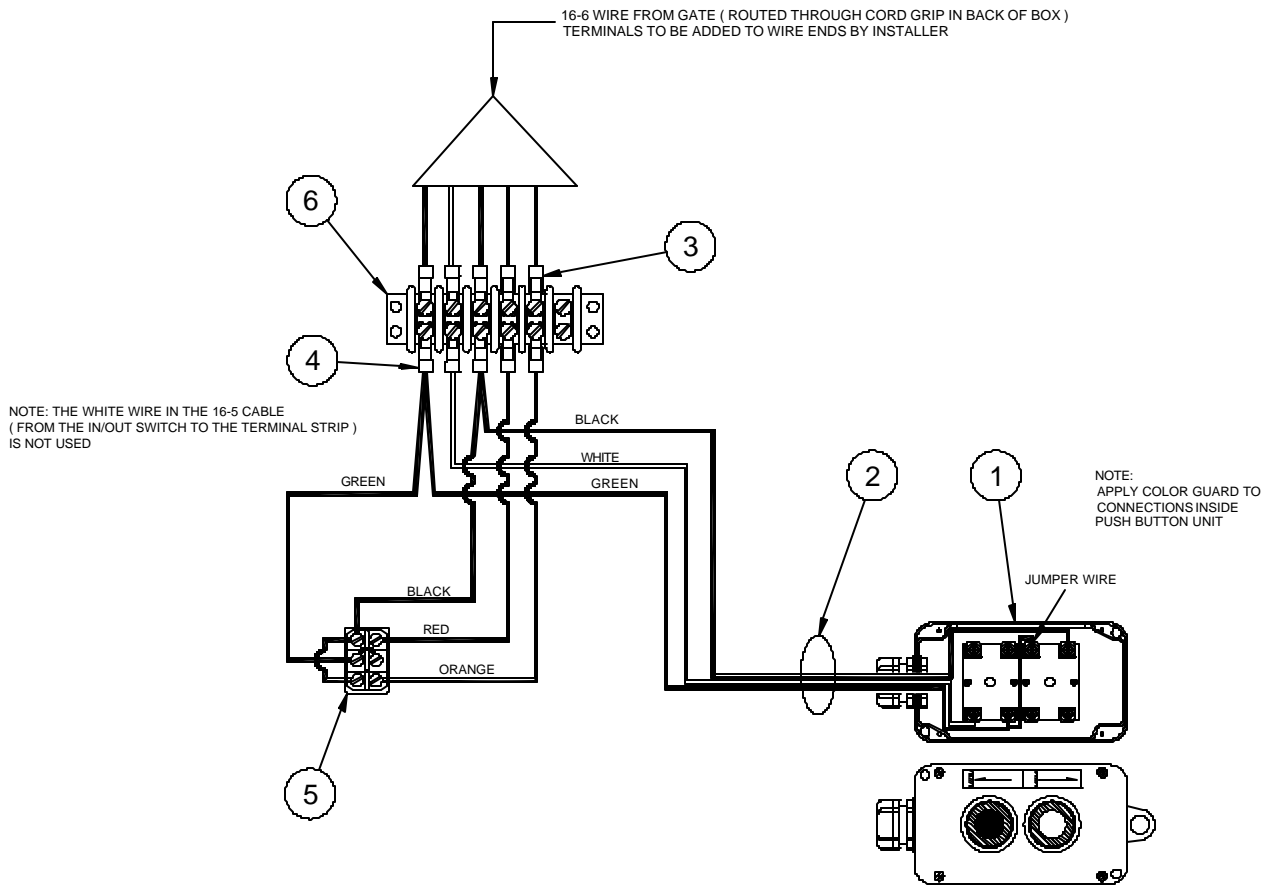 16-6 WIRE FROM GATE ( ROUTED THROUGH CORD GRIP IN BACK OF BOX )
TERMINALS TO BE ADDED TO WIRE ENDS BY INSTALLER
6
3
4
NOTE: THE WHITE WIRE IN THE 16-5 CABLE
( FROM THE IN/OUT SWITCH TO THE TERMINAL STRIP )
IS NOT USED
BLACK
WHITE
GREEN
GREEN
2
1
NOTE:
APPLY COLOR GUARD TO
CONNECTIONS INSIDE
PUSH BUTTON UNIT
JUMPER WIRE
BLACK
RED
ORANGE
5